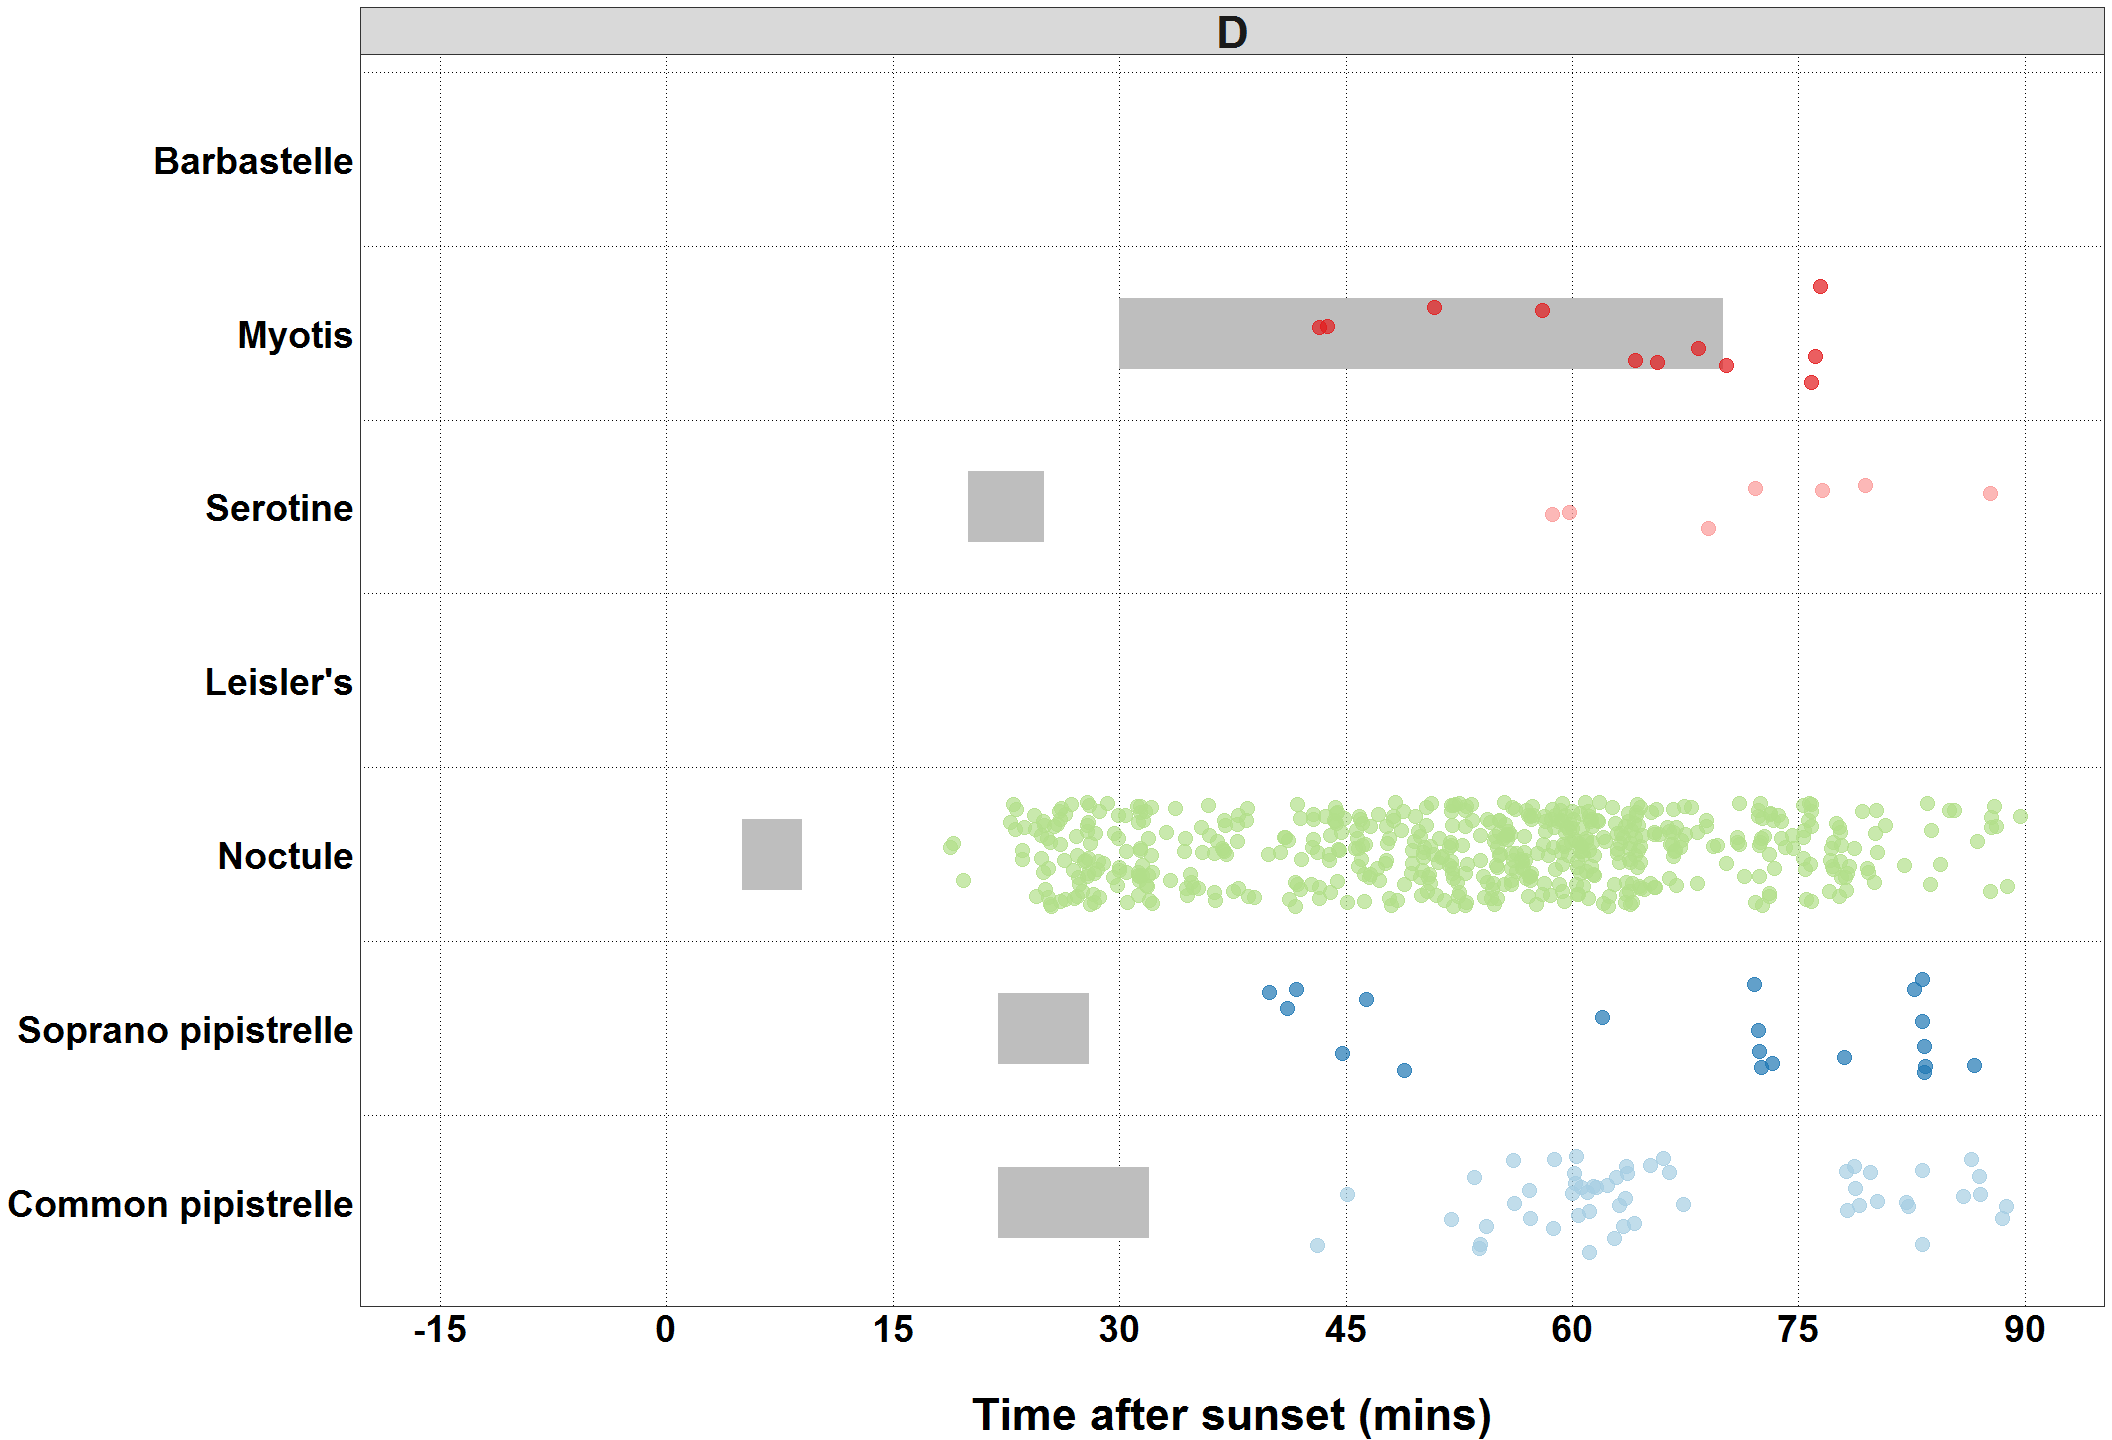 D
Barbastelle
Myotis
Serotine
Leisler's
Noctule
Soprano pipistrelle
Common pipistrelle
-15 0 15 30 45 60 75 90
Time after sunset (mins)